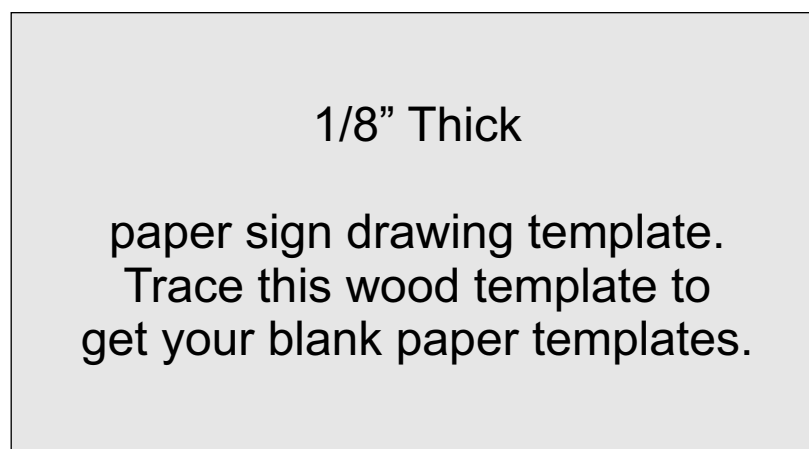 1/8” Thick
paper sign drawing template.
Trace this wood template to
get your blank paper templates.